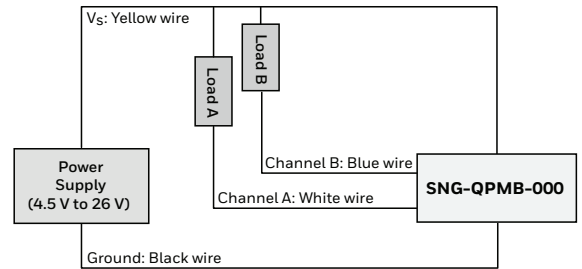 Vs: Yellow wire
Load A
Load B
Channel B: Blue wire
Power
Supply
(4.5 V to 26 V)
SNG-QPMB-000
Channel A: White wire
Ground: Black wire